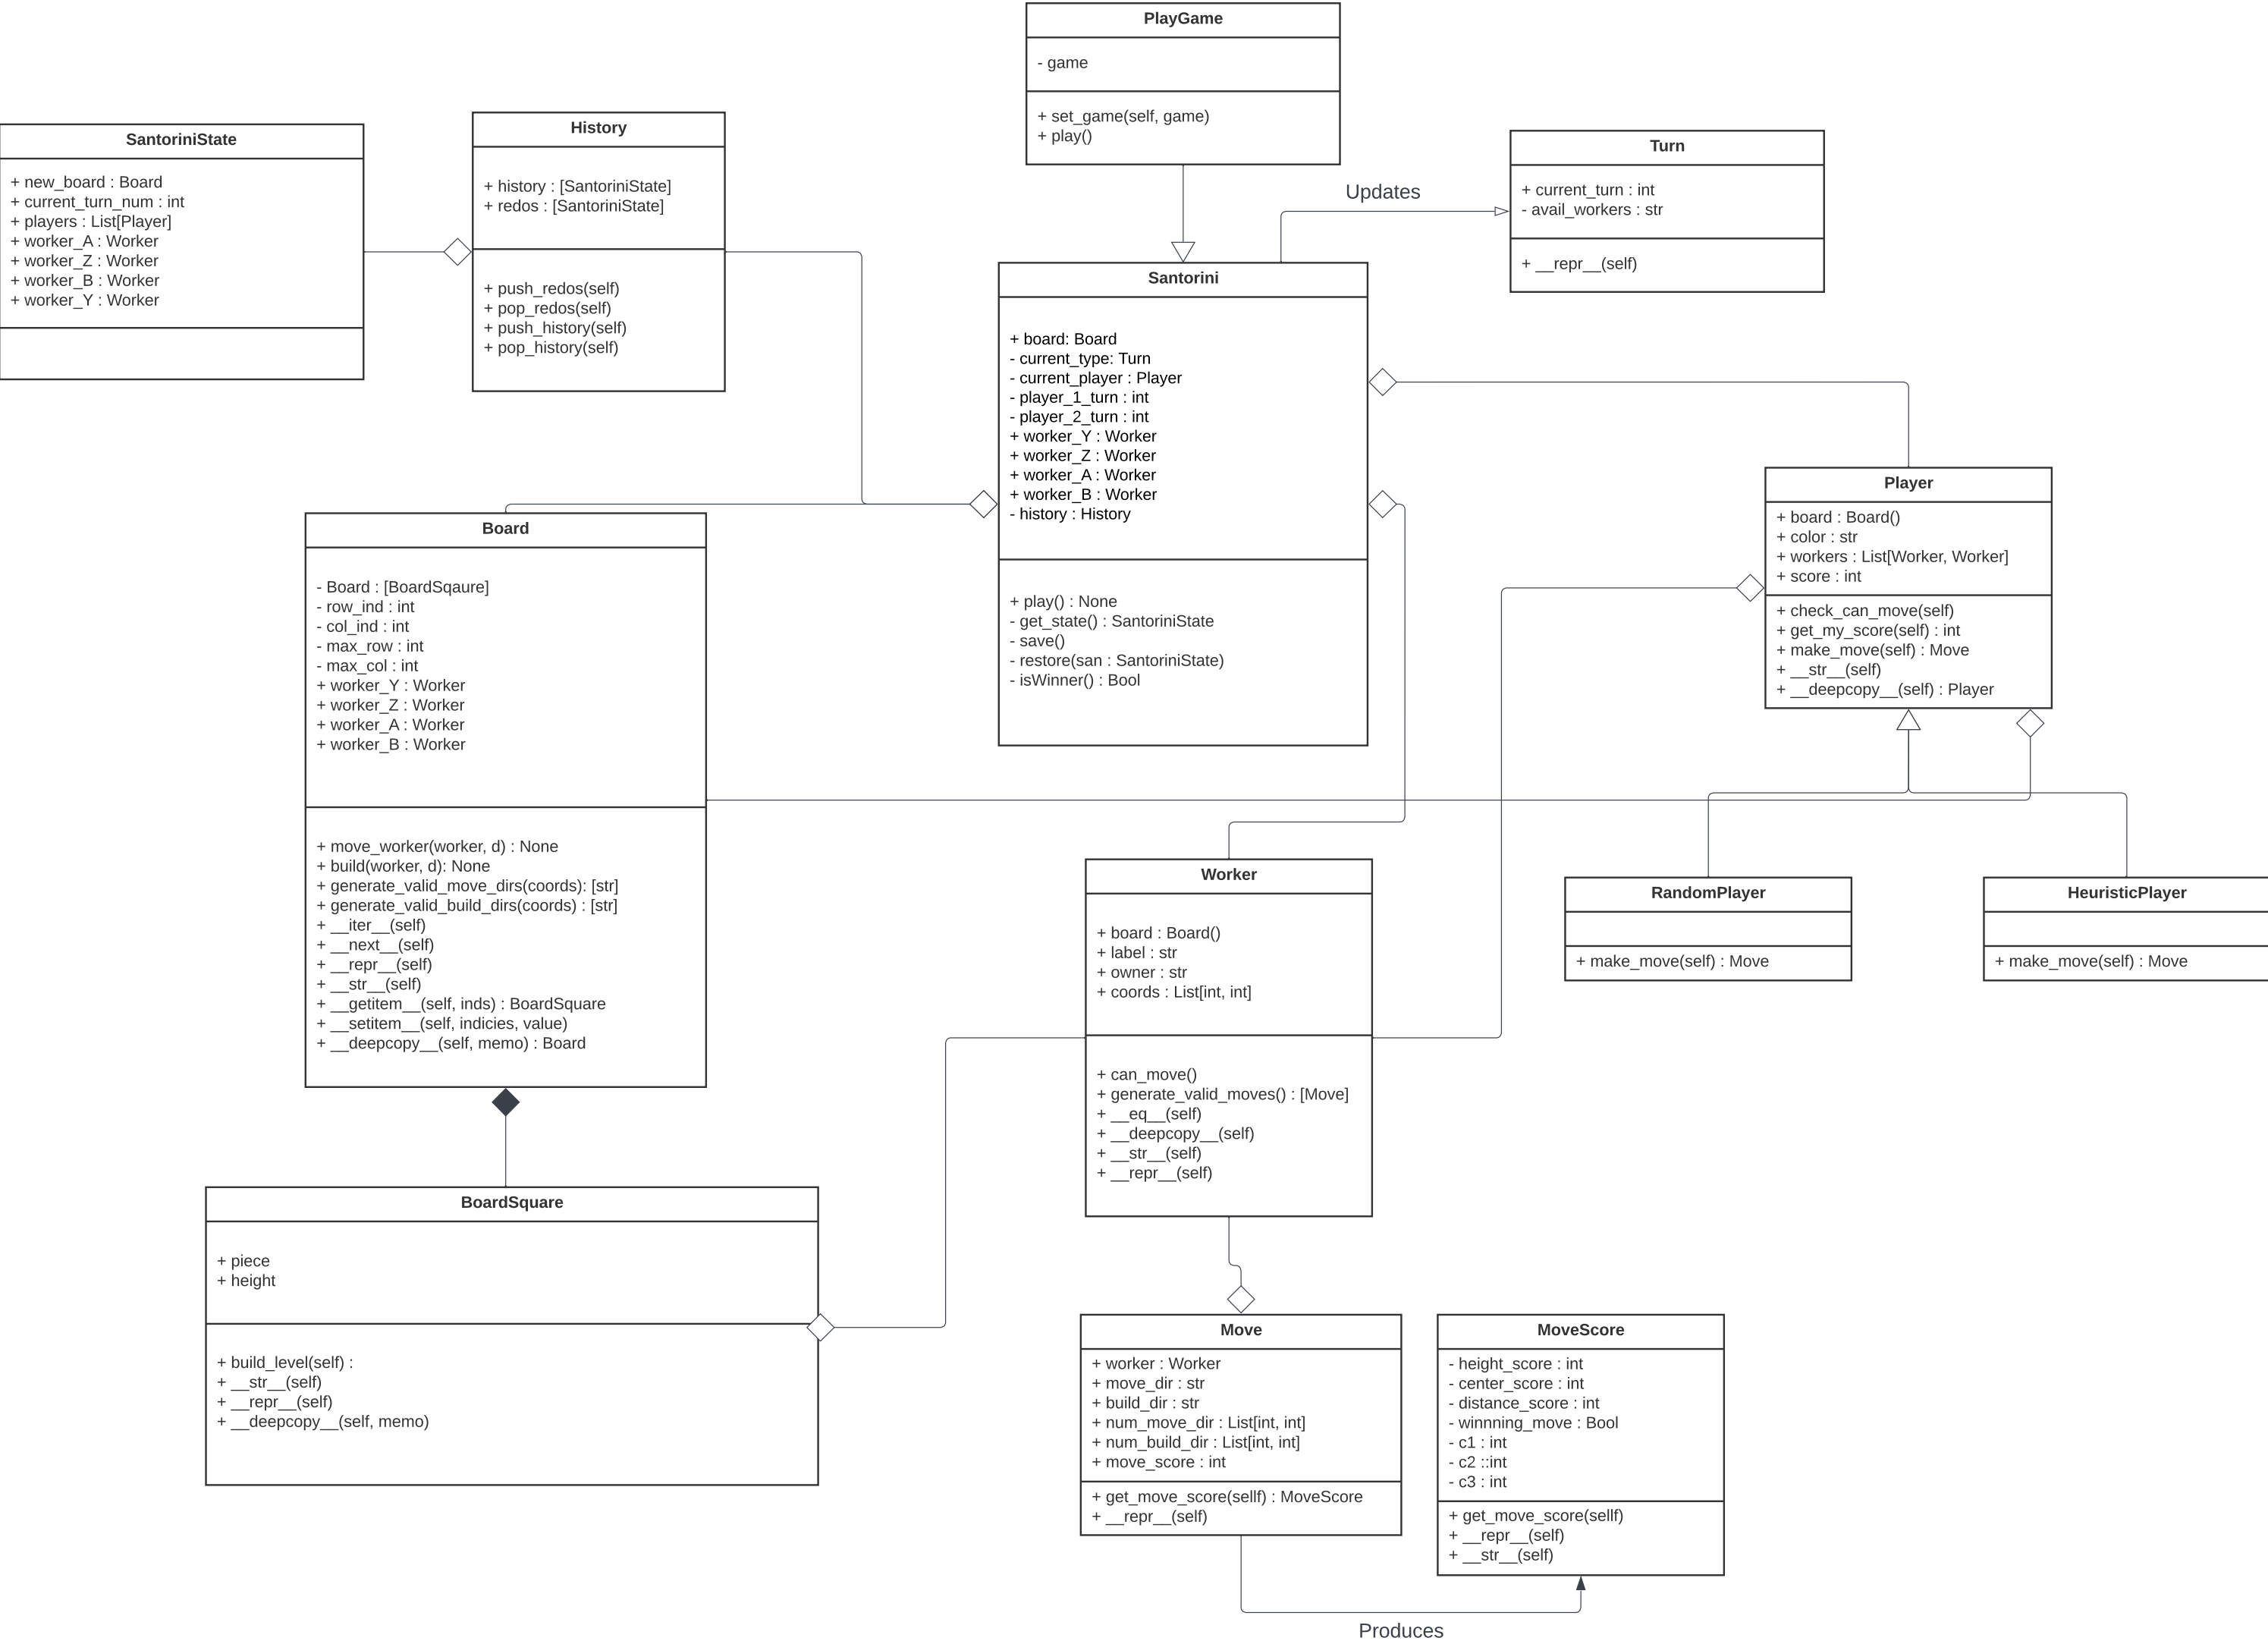 PlayGame
- game
+ set_game(self, game)
+ play()
SantoriniState
+ new_board : Board
+ current_turn_num : int
+ players : List[Player]
+ worker_A : Worker
+ worker_Z : Worker
+ worker_B : Worker
+ worker_Y : Worker
History
+ history : [SantoriniState]
+ redos : [SantoriniState]
+ push_redos(self)
+ pop_redos(self)
+ push_history(self)
+ pop_history(self)
Updates
Turn
+ current_turn : int
- avail_workers : str
+ __repr__(self)
Santorini
+ board: Board
- current_type: Turn
- current_player : Player
- player_1_turn : int
- player_2_turn : int
+ worker_Y : Worker
+ worker_Z : Worker
+ worker_A : Worker
+ worker_B : Worker
- history : History
+ play() : None
- get_state() : SantoriniState
- save()
- restore(san : SantoriniState)
- isWinner() : Bool
Player
+ board : Board()
+ color : str
+ workers : List[Worker, Worker]
+ score : int
+ check_can_move(self)
+ get_my_score(self) : int
+ make_move(self) : Move
+ __str__(self)
+ __deepcopy__(self) : Player
Board
- Board : [BoardSqaure]
- row_ind : int
- col_ind : int
- max_row : int
- max_col : int
+ worker_Y : Worker
+ worker_Z : Worker
+ worker_A : Worker
+ worker_B : Worker
+ move_worker(worker, d) : None
+ build(worker, d): None
+ generate_valid_move_dirs(coords): [str]
+ generate_valid_build_dirs(coords) : [str]
+ __iter__(self)
+ __next__(self)
+ __repr__(self)
+ __str__(self)
+ __getitem__(self, inds) : BoardSquare
+ __setitem__(self, indicies, value)
+ __deepcopy__(self, memo) : Board
Worker
+ board : Board()
+ label : str
+ owner : str
+ coords : List[int, int]
+ can_move()
+ generate_valid_moves() : [Move]
+ __eq__(self)
+ __deepcopy__(self)
+ __str__(self)
+ __repr__(self)
RandomPlayer
+ make_move(self) : Move
HeuristicPlayer
+ make_move(self) : Move
BoardSquare
+ piece
+ height
+ build_level(self) :
+ __str__(self)
+ __repr__(self)
+ __deepcopy__(self, memo)
Move
+ worker : Worker
+ move_dir : str
+ build_dir : str
+ num_move_dir : List[int, int]
+ num_build_dir : List[int, int]
+ move_score : int
+ get_move_score(sellf) : MoveScore
+ __repr__(self)
MoveScore
- height_score : int
- center_score : int
- distance_score : int
- winnning_move : Bool
- c1 : int
- c2 ::int
- c3 : int
+ get_move_score(sellf)
+ __repr__(self)
+ __str__(self)
Produces